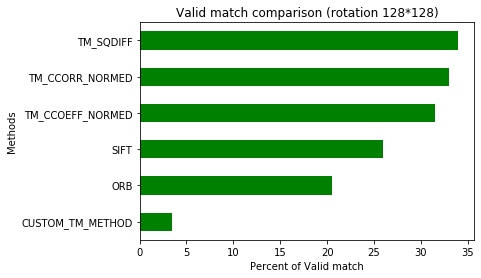 Valid match comparison (rotation 128*128)
TM_SQDIFF
TM_CCORR_NORMED
TM_CCOEFF_NORMED
SIFT
ORB
CUSTOM_TM_METHOD
Methods
0 5 10 15 20 25 30 35
Percent of Valid match